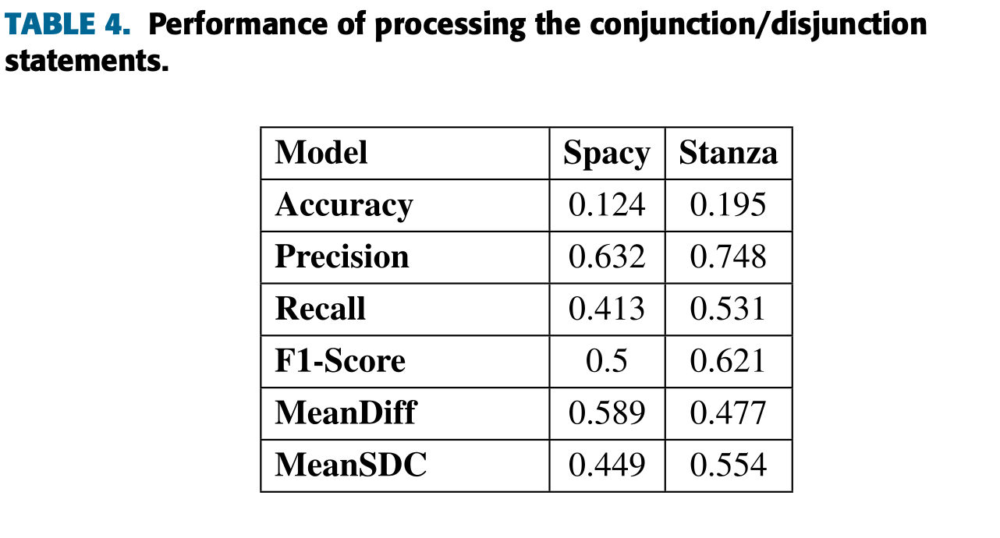 TABLE 4. Performance of processing the conjunction/disjunction
statements.
Model Spacy Stanza
Accuracy 0.124 0.195
Precision 0.632 0.748
Recall 0.413 0.531
F1-Score 0.5 0.621
MeanDiff 0.589 0.477
MeanSDC 0.449 0.554